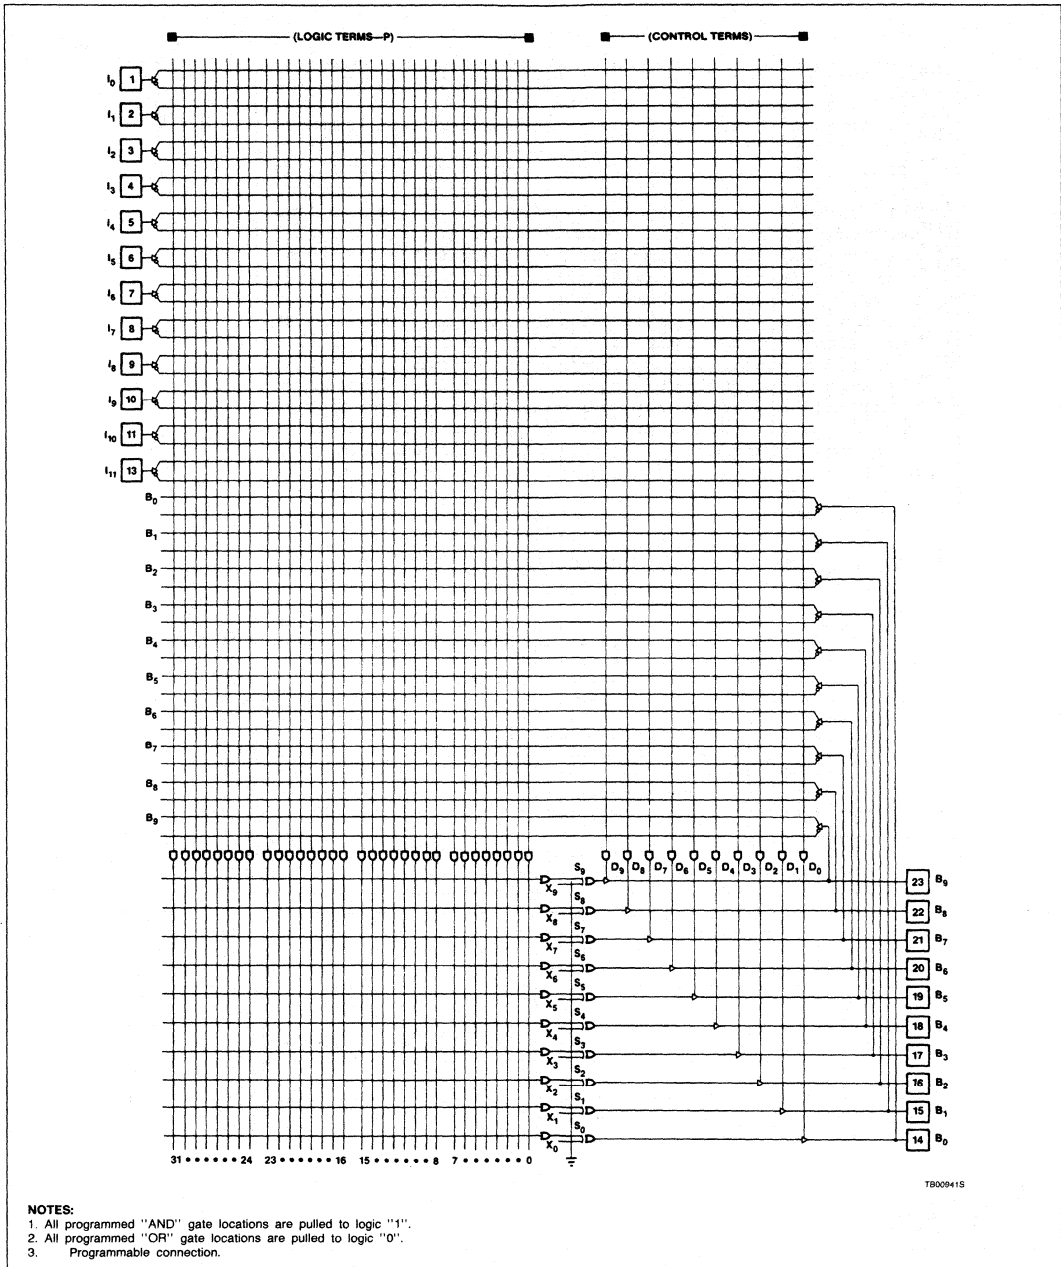 (LOGIC TERMS—P) (CONTROL TERMS)
I0 1
I1 2
I2 3
I3 4
I4 5
I5 6
I6 7
I7 8
I8 9
I9 10
I10 11
I11 13
B0
B1
B2
B3
B4
B5
B6
B7
B8
B9
D9 D8 D7 D6 D5 D4 D3 D2 D1 D0
S9
X9 23 B9
S8
X8 22 B8
S7
X7 21 B7
S6
X6 20 B6
S5
X5 19 B5
S4
X4 18 B4
S3
X3 17 B3
S2
X2 16 B2
S1
X1 15 B1
S0
X0 14 B0
31 • • • • • • 24 23 • • • • • • 16 15 • • • • • • 8 7 • • • • • • 0
TB00941S
NOTES:
1. All programmed "AND" gate locations are pulled to logic "1".
2. All programmed "OR" gate locations are pulled to logic "0".
3. Programmable connection.